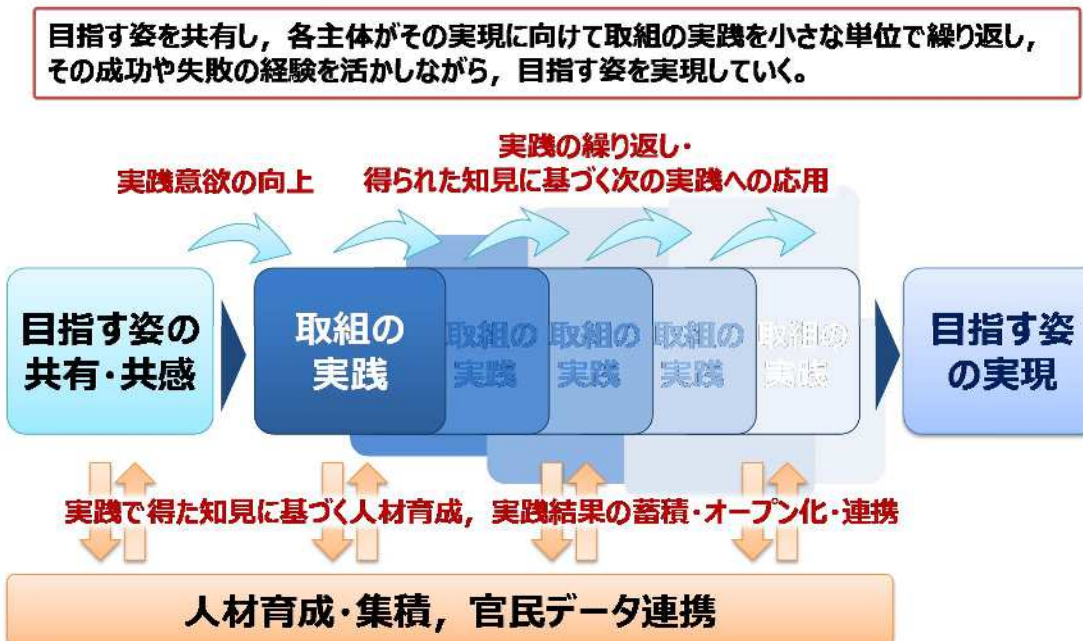 目指す姿を共有し，各主体がその実現に向けて取組の実践を小さな単位で繰り返し，
その成功や失敗の経験を活かしながら，目指す姿を実現していく。
実践意欲の向上
実践の繰り返し・
得られた知見に基づく次の実践への応用
目指す姿の
共有・共感
取組の
実践
取組の
実践
取組の
実践
取組の
実践
取組の
実践
目指す姿
の実現
実践で得た知見に基づく人材育成，実践結果の蓄積・オープン化・連携
人材育成・集積，官民データ連携